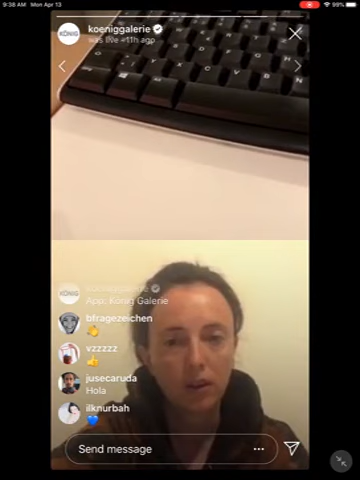 9:38 AM Mon Apr 13
99%
KÖNIG
koeniggalerie
was live • 11h ago
KÖNIG
koeniggalerie
App: König Galerie
bfragezeichen
vzzzzz
jusecaruda
Hola
ilknurbah
Send message